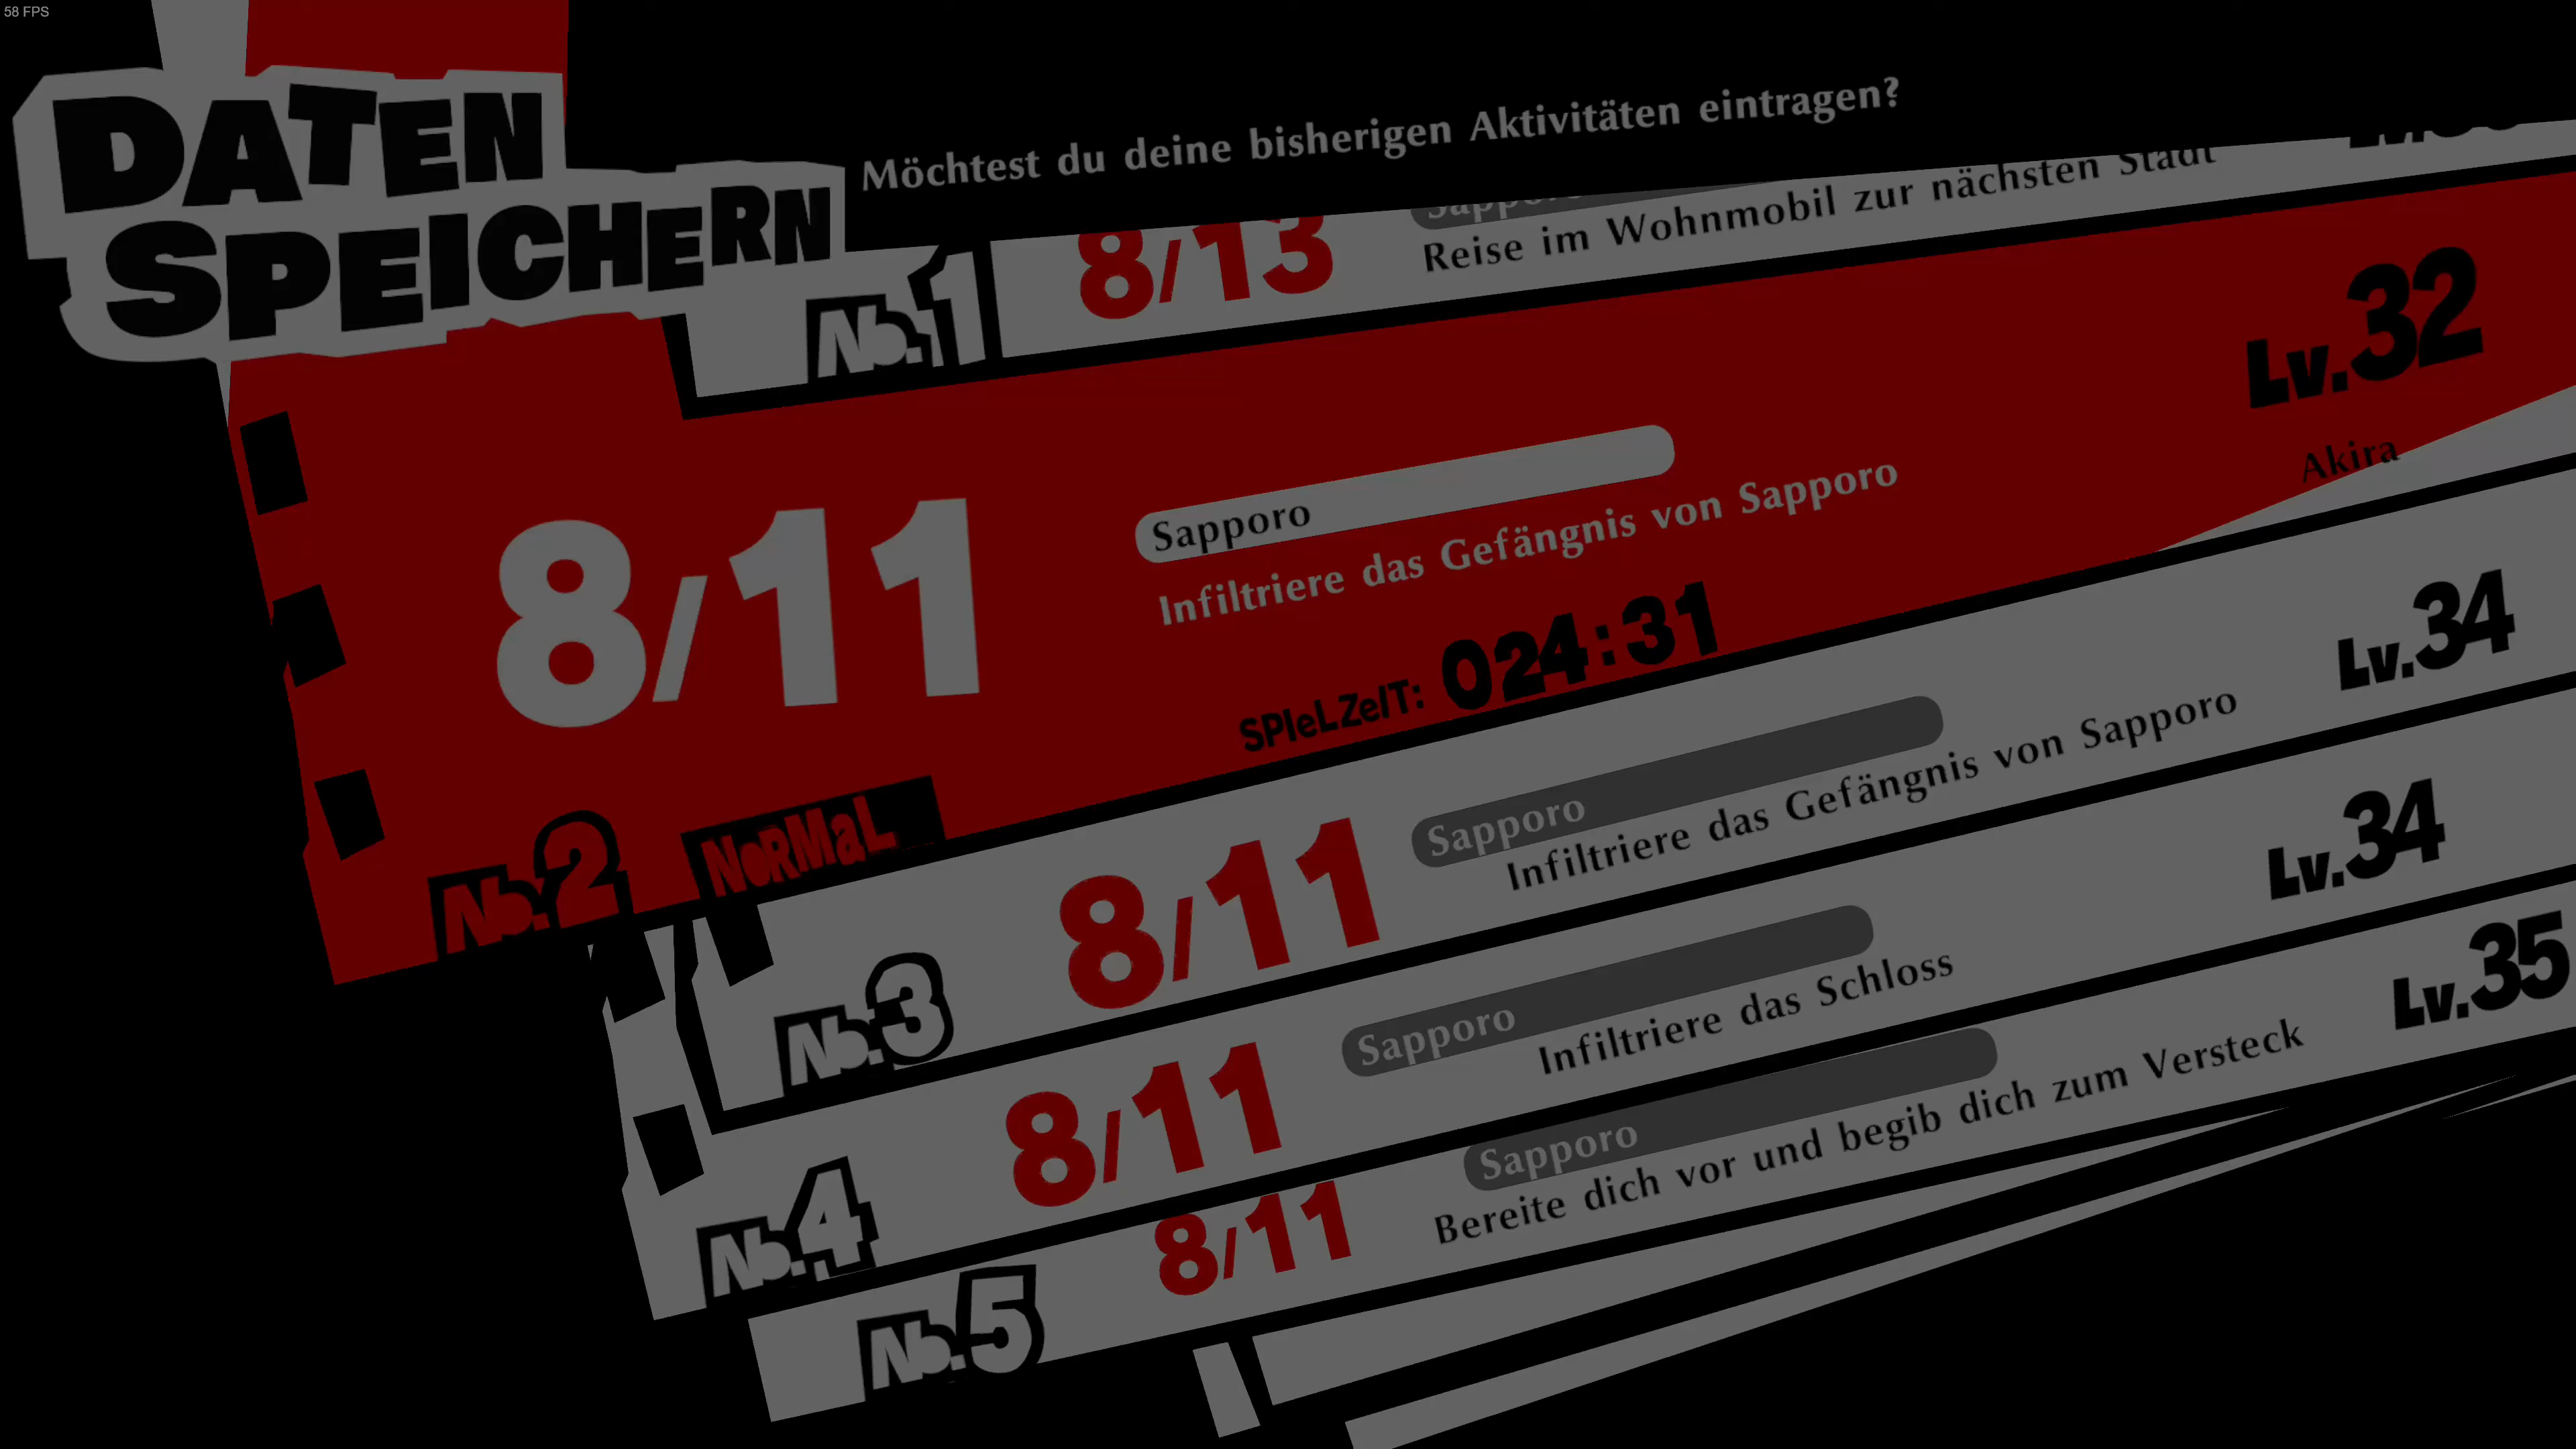 58 FPS
DATEN
SPEICHERN
Möchtest du deine bisherigen Aktivitäten eintragen?
No.1
8/13
Sapporo
Reise im Wohnmobil zur nächsten Stadt
8/11
Sapporo
Infiltriere das Gefängnis von Sapporo
Lv.32
Akira
SPIeLZeIT: 024:31
No.2
NoRMaL
No.3
8/11
Sapporo
Infiltriere das Gefängnis von Sapporo
Lv.34
No.4
8/11
Sapporo
Infiltriere das Schloss
Lv.34
No.5
8/11
Sapporo
Bereite dich vor und begib dich zum Versteck
Lv.35